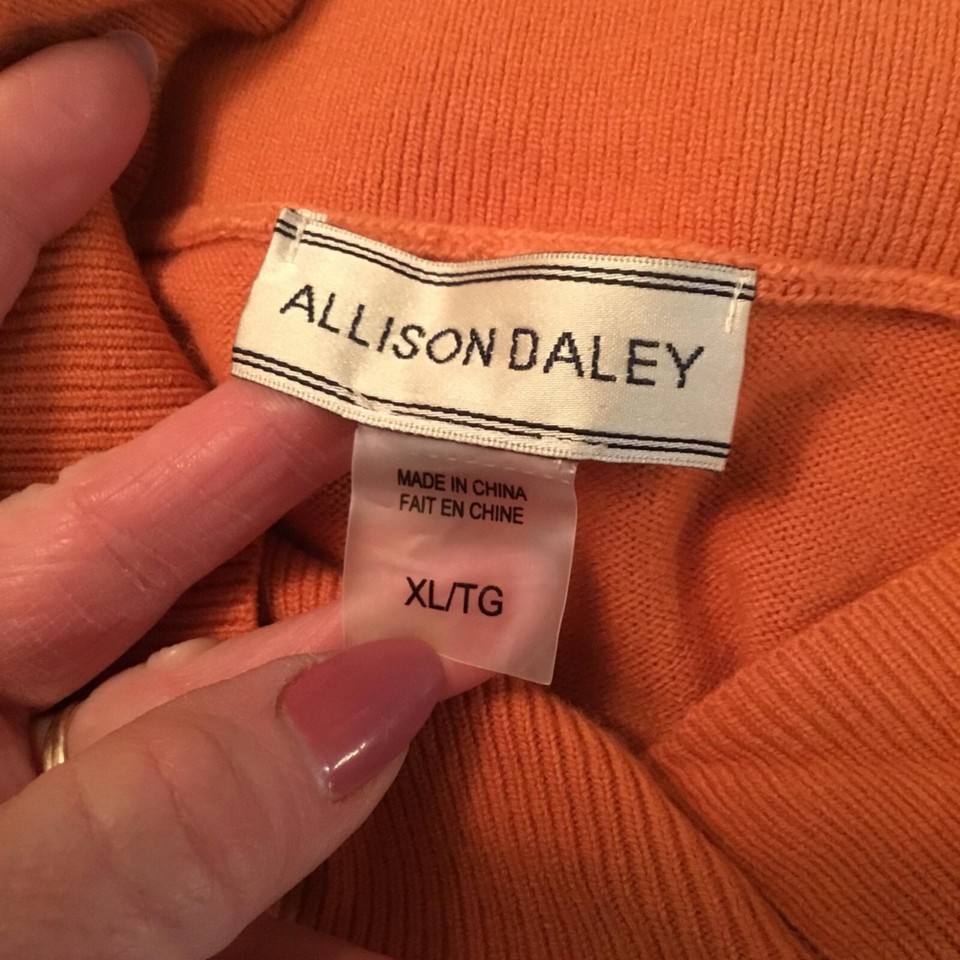 ALLISON DALEY
MADE IN CHINA
FAIT EN CHINE
XL/TG